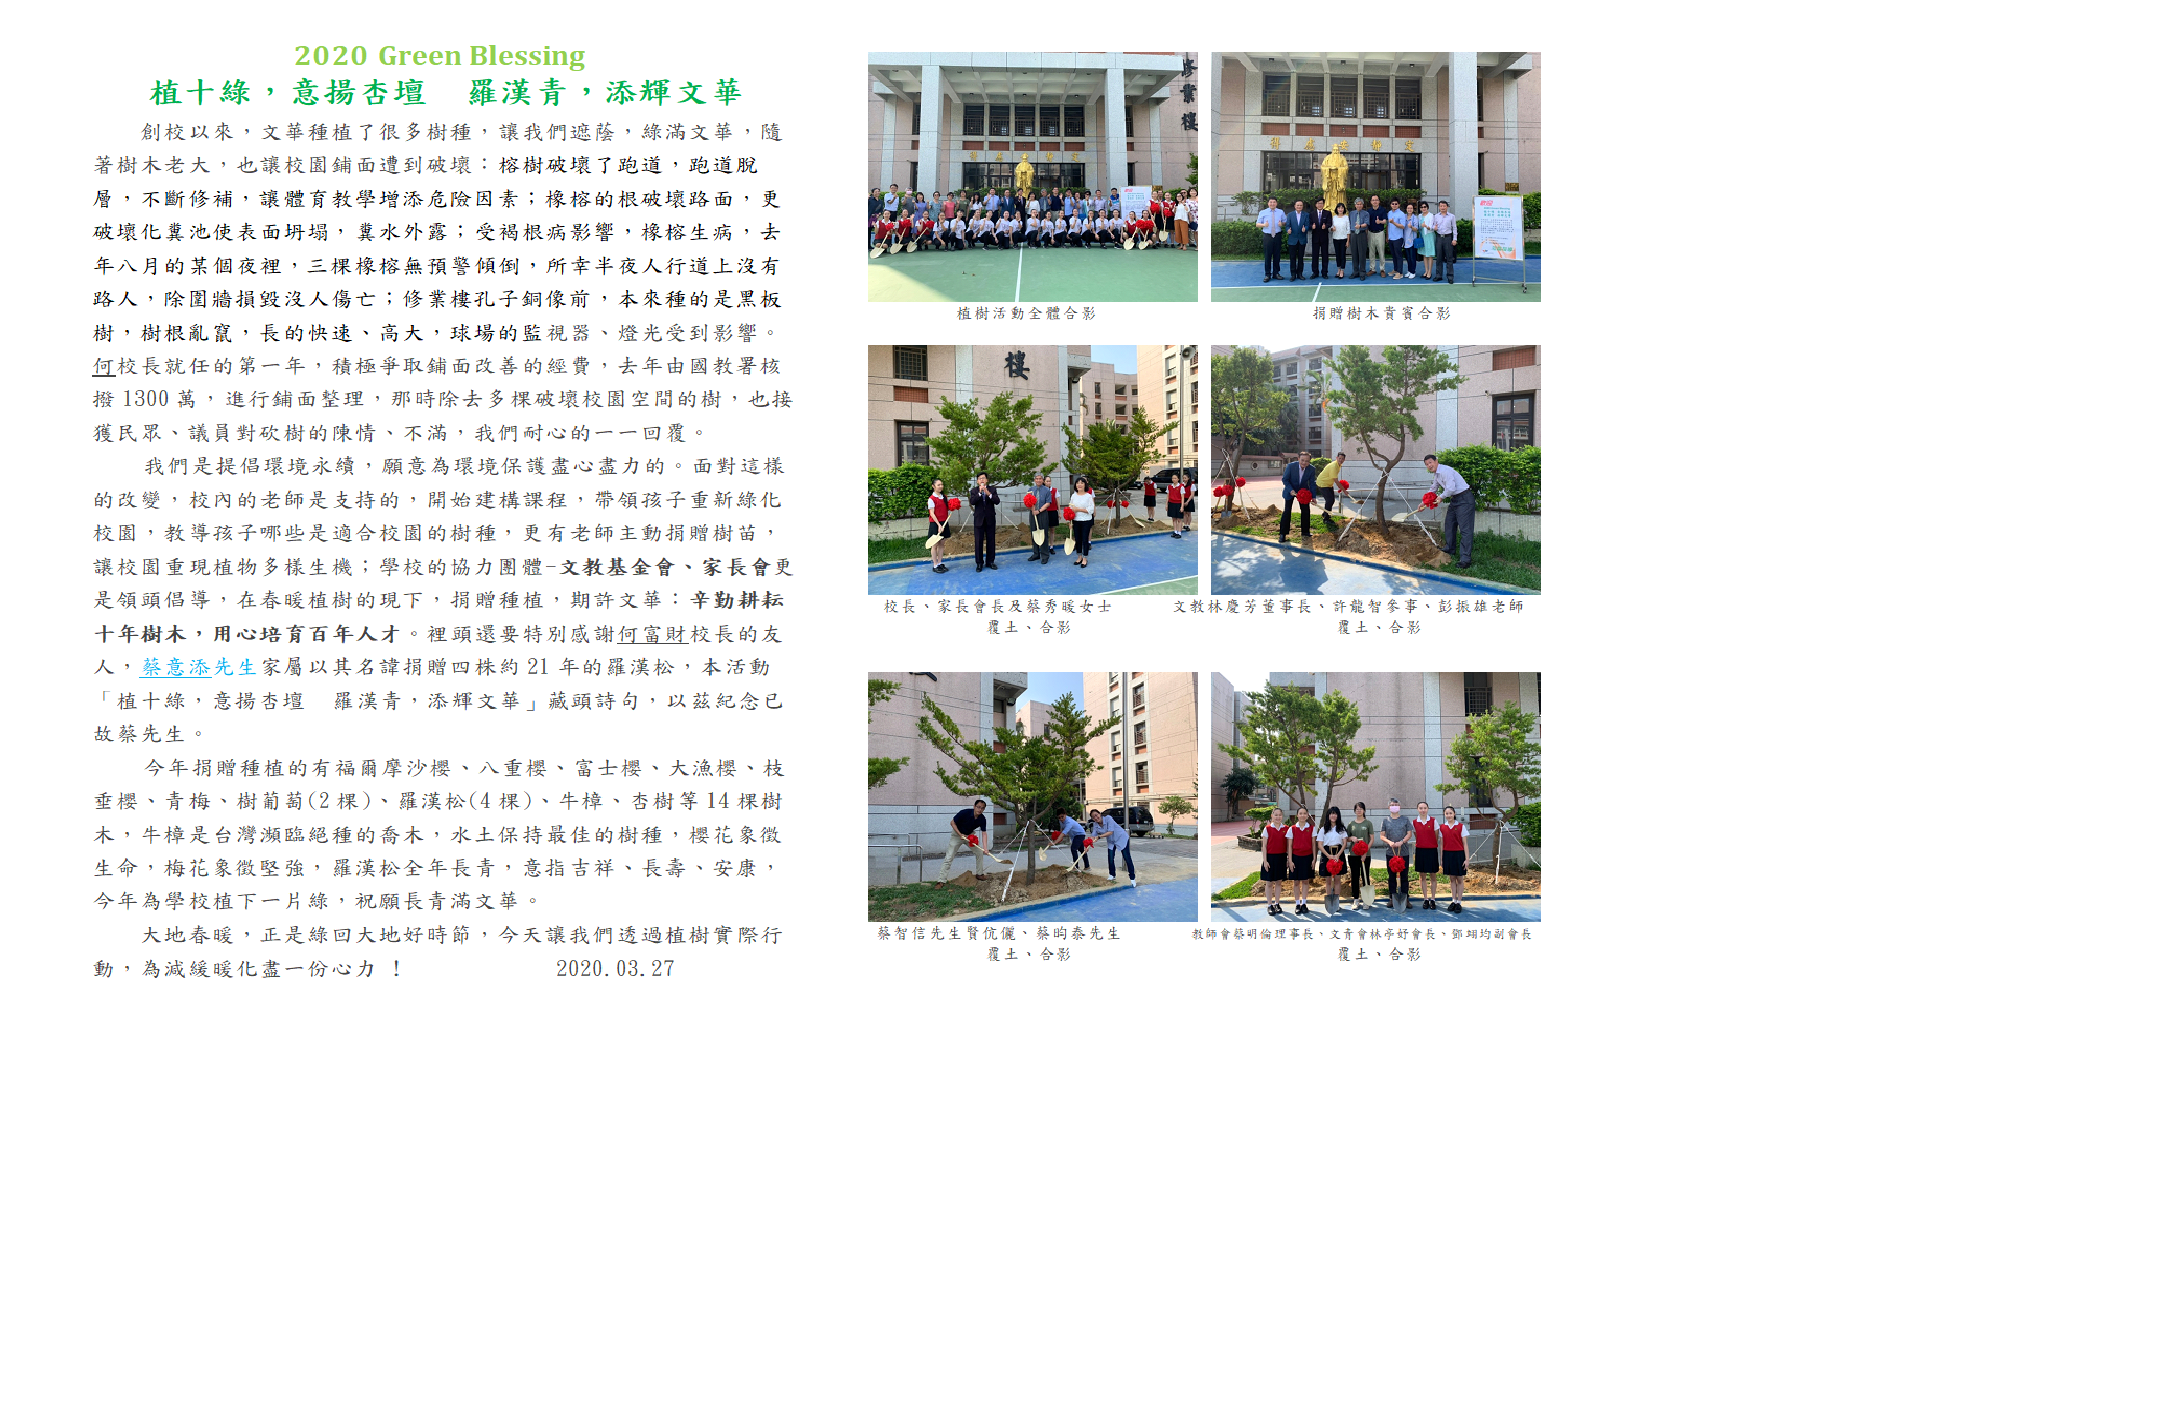 2020 Green Blessing
植十綠，意揚杏壇　羅漢青，添輝文華
創校以來，文華種植了很多樹種，讓我們遮蔭，綠滿文華，隨
著樹木老大，也讓校園鋪面遭到破壞：榕樹破壞了跑道，跑道脫
層，不斷修補，讓體育教學增添危險因素；橡榕的根破壞路面，更
破壞化糞池使表面坍塌，糞水外露；受褐根病影響，橡榕生病，去
年八月的某個夜裡，三棵橡榕無預警傾倒，所幸半夜人行道上沒有
路人，除圍牆損毀沒人傷亡；修業樓孔子銅像前，本來種的是黑板
樹，樹根亂竄，長的快速、高大，球場的監視器、燈光受到影響。
何校長就任的第一年，積極爭取鋪面改善的經費，去年由國教署核
撥 1300 萬，進行鋪面整理，那時除去多棵破壞校園空間的樹，也接
獲民眾、議員對砍樹的陳情、不滿，我們耐心的一一回覆。
我們是提倡環境永續，願意為環境保護盡心盡力的。面對這樣
的改變，校內的老師是支持的，開始建構課程，帶領孩子重新綠化
校園，教導孩子哪些是適合校園的樹種，更有老師主動捐贈樹苗，
讓校園重現植物多樣生機；學校的協力團體-文教基金會、家長會更
是領頭倡導，在春暖植樹的現下，捐贈種植，期許文華：辛勤耕耘
十年樹木，用心培育百年人才。裡頭還要特別感謝何富財校長的友
人，蔡意添先生家屬以其名諱捐贈四株約 21 年的羅漢松，本活動
「植十綠，意揚杏壇　羅漢青，添輝文華」藏頭詩句，以茲紀念已
故蔡先生。
今年捐贈種植的有福爾摩沙櫻、八重櫻、富士櫻、大漁櫻、枝
垂櫻、青梅、樹葡萄(2 棵)、羅漢松(4 棵)、牛樟、杏樹等 14 棵樹
木，牛樟是台灣瀕臨絕種的喬木，水土保持最佳的樹種，櫻花象徵
生命，梅花象徵堅強，羅漢松全年長青，意指吉祥、長壽、安康，
今年為學校植下一片綠，祝願長青滿文華。
大地春暖，正是綠回大地好時節，今天讓我們透過植樹實際行
動，為減緩暖化盡一份心力 ！ 2020.03.27
修業樓
植樹活動全體合影
捐贈樹木貴賓合影
樓
校長、家長會長及蔡秀暖女士
覆土、合影
文教林慶芳董事長、許龍智參事、彭振雄老師
覆土、合影
蔡智信先生賢伉儷、蔡昀泰先生
覆土、合影
教師會蔡明倫理事長、文青會林亭妤會長、鄧翊均副會長
覆土、合影